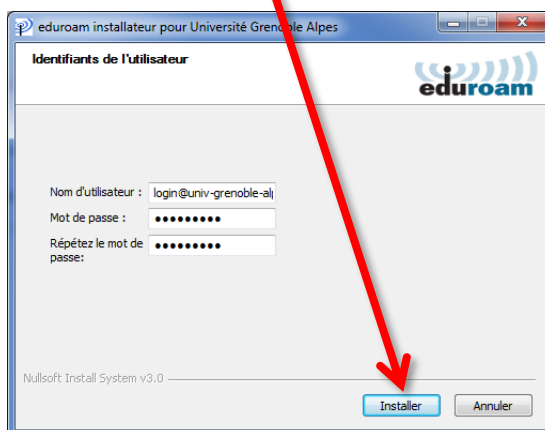 eduroam installateur pour Université Grenoble Alpes
Identifiants de l'utilisateur
eduroam
Nom d'utilisateur : login@univ-grenoble-al
Mot de passe : •••••••••
Répétez le mot de •••••••••
passe:
Nullsoft Install System v3.0
Installer Annuler